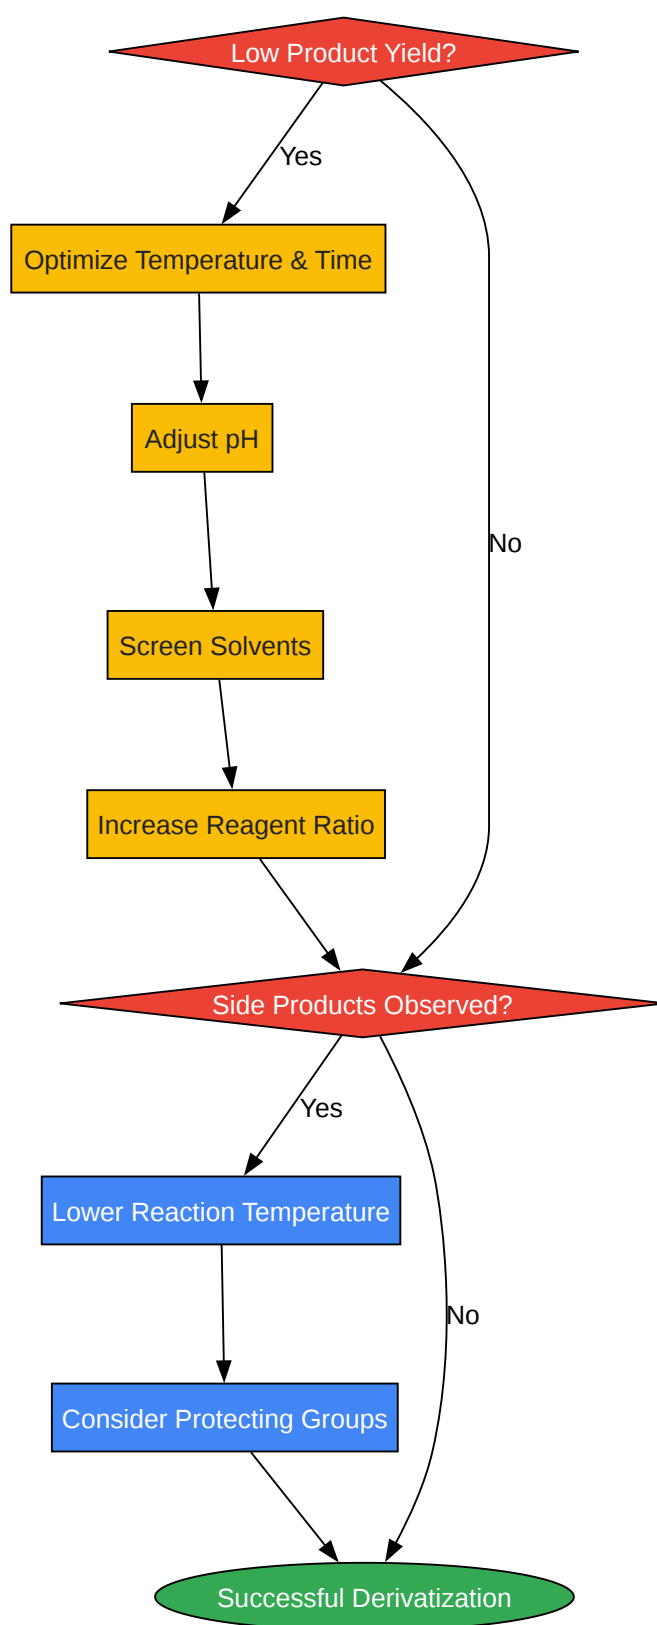 Low Product Yield?
Yes
Optimize Temperature & Time
Adjust pH
No
Screen Solvents
Increase Reagent Ratio
Side Products Observed?
Yes
Lower Reaction Temperature
No
Consider Protecting Groups
Successful Derivatization